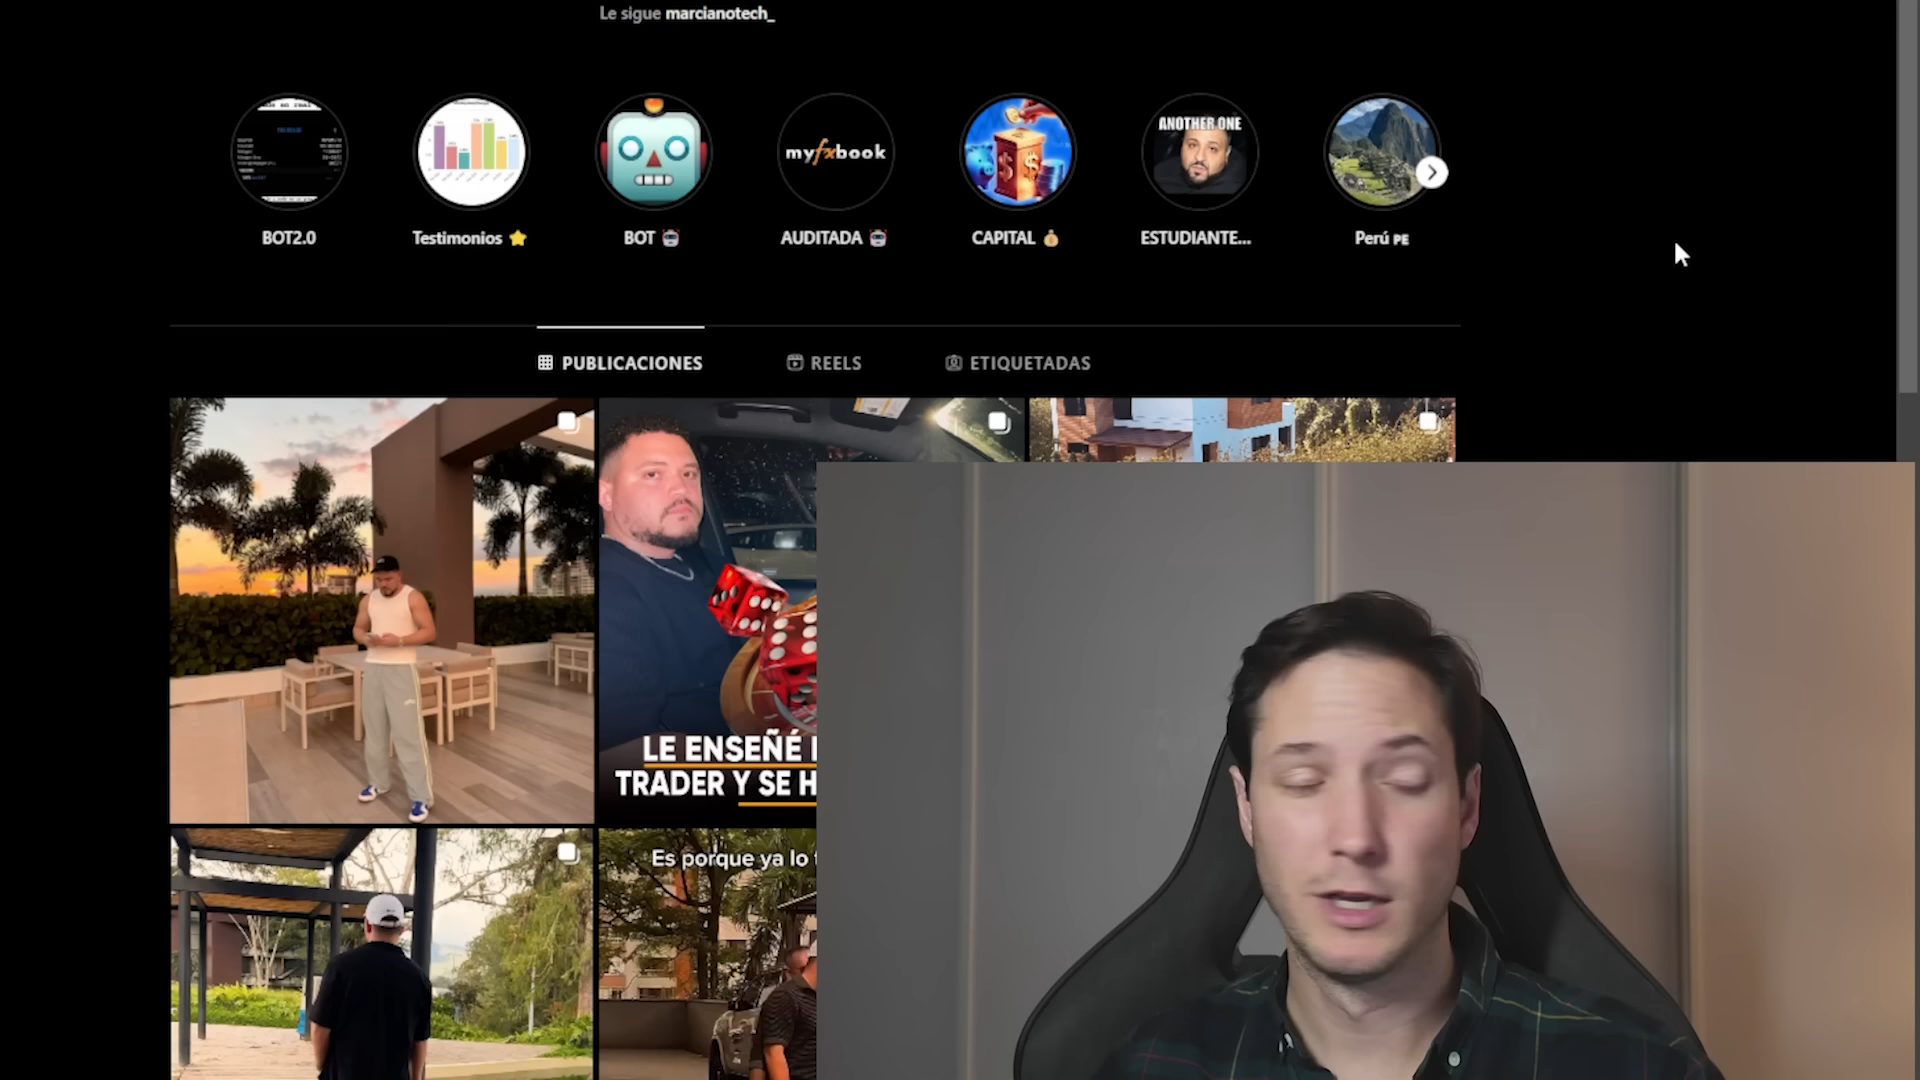 Le sigue marcianotech_
ANOTHER ONE
myfxbook
BOT2.0
Testimonios
BOT
AUDITADA
CAPITAL
ESTUDIANTE...
Perú PE
PUBLICACIONES
REELS
ETIQUETADAS
LE ENSEÑÉ
TRADER Y SE H
Es porque ya lo